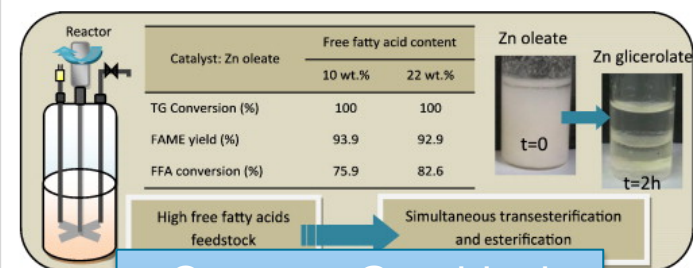 Reactor
Catalyst: Zn oleate
Free fatty acid content
10 wt.% 22 wt.%
TG Conversion (%) 100 100
FAME yield (%) 93.9 92.9
FFA conversion (%) 75.9 82.6
Zn oleate
Zn glicerolate
t=0
t=2h
High free fatty acids
feedstock
Simultaneous transesterification
and esterification